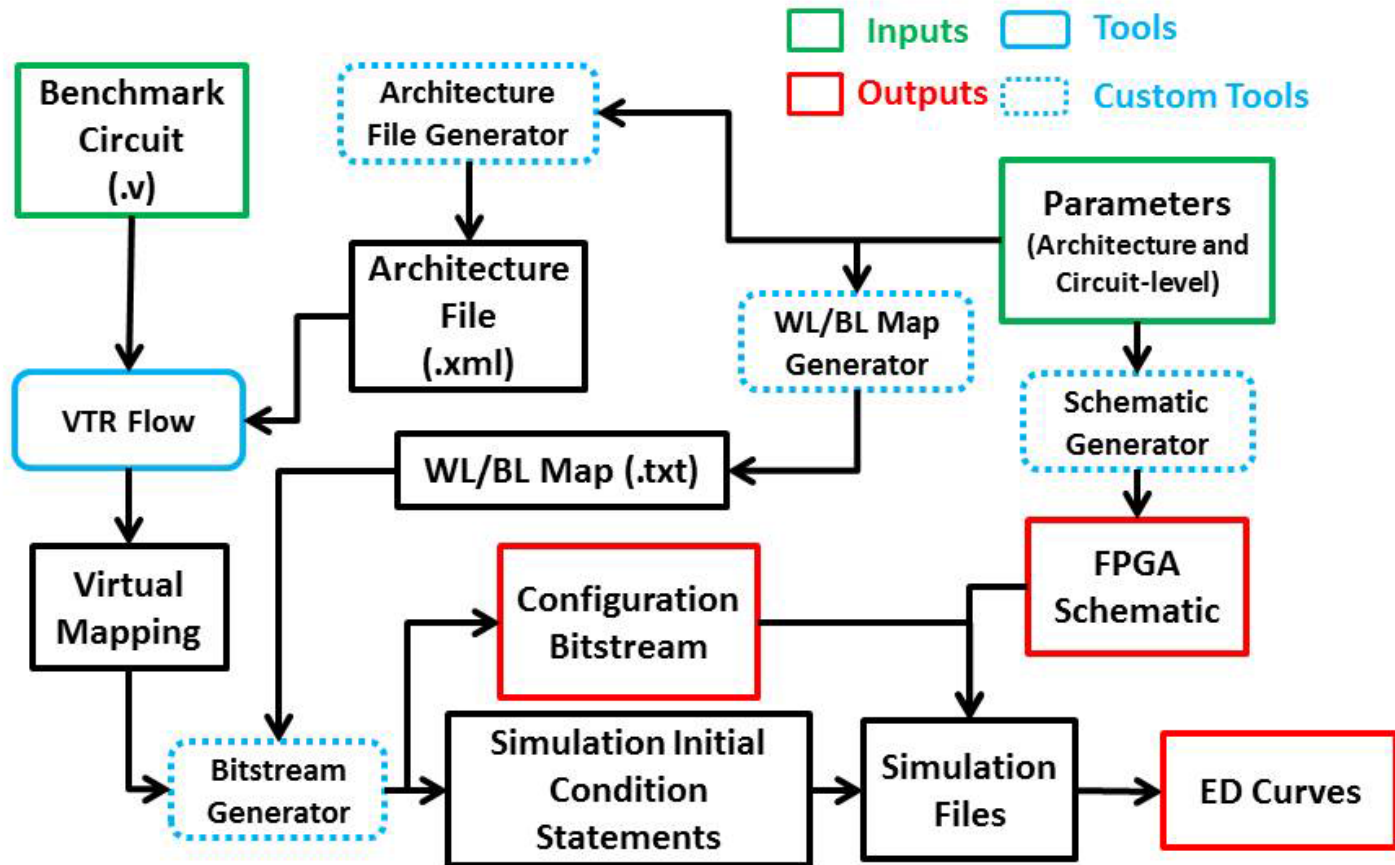 Inputs
Tools
Outputs
Custom Tools
Benchmark
Circuit
(.v)
Architecture
File Generator
Parameters
(Architecture and
Circuit-level)
Architecture
File
(.xml)
WL/BL Map
Generator
VTR Flow
Schematic
Generator
WL/BL Map (.txt)
Virtual
Mapping
Configuration
Bitstream
FPGA
Schematic
Bitstream
Generator
Simulation Initial
Condition
Statements
Simulation
Files
ED Curves